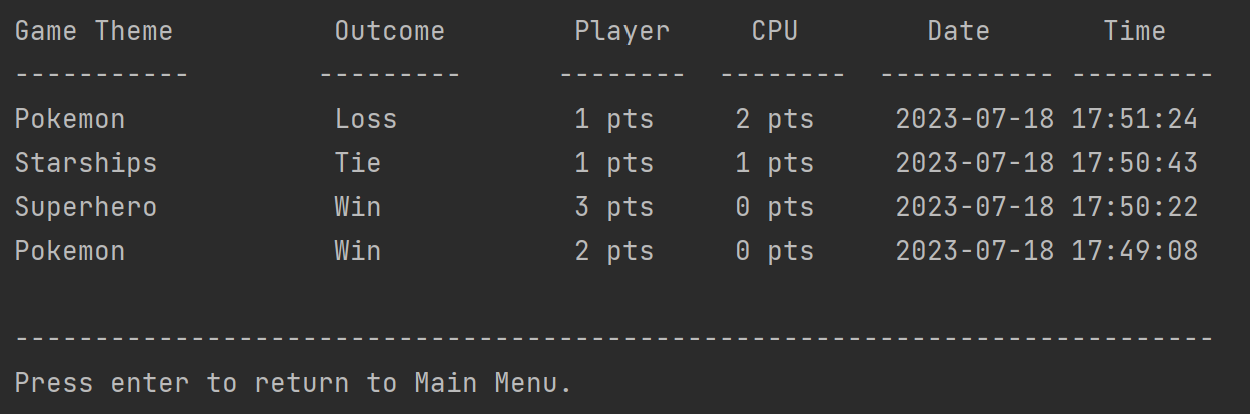 Game Theme          Outcome        Player     CPU        Date       Time
-----------        ---------      --------  --------  ----------- ---------
Pokemon             Loss           1 pts     2 pts     2023-07-18 17:51:24
Starships           Tie            1 pts     1 pts     2023-07-18 17:50:43
Superhero           Win            3 pts     0 pts     2023-07-18 17:50:22
Pokemon             Win            2 pts     0 pts     2023-07-18 17:49:08
---------------------------------------------------------------------------
Press enter to return to Main Menu.